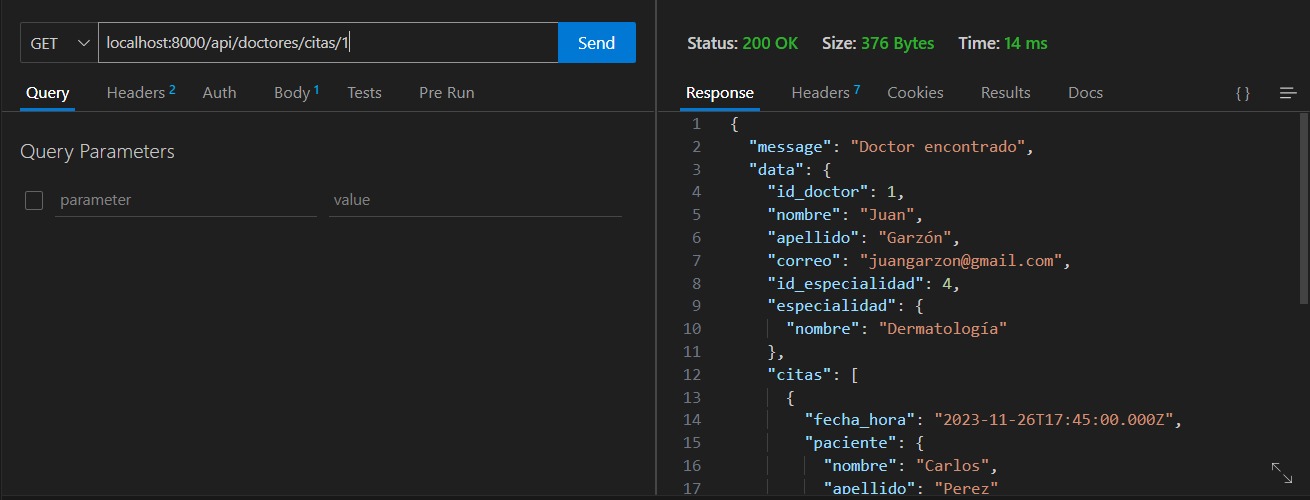 GET localhost:8000/api/doctores/citas/1 Send
Query Headers 2 Auth Body 1 Tests Pre Run
Query Parameters
parameter value
Status: 200 OK Size: 376 Bytes Time: 14 ms
Response Headers 7 Cookies Results Docs { }
1 {
2 "message": "Doctor encontrado",
3 "data": {
4 "id_doctor": 1,
5 "nombre": "Juan",
6 "apellido": "Garzón",
7 "correo": "juangarzon@gmail.com",
8 "id_especialidad": 4,
9 "especialidad": {
10 "nombre": "Dermatología"
11 },
12 "citas": [
13 {
14 "fecha_hora": "2023-11-26T17:45:00.000Z",
15 "paciente": {
16 "nombre": "Carlos",
17 "apellido": "Perez"